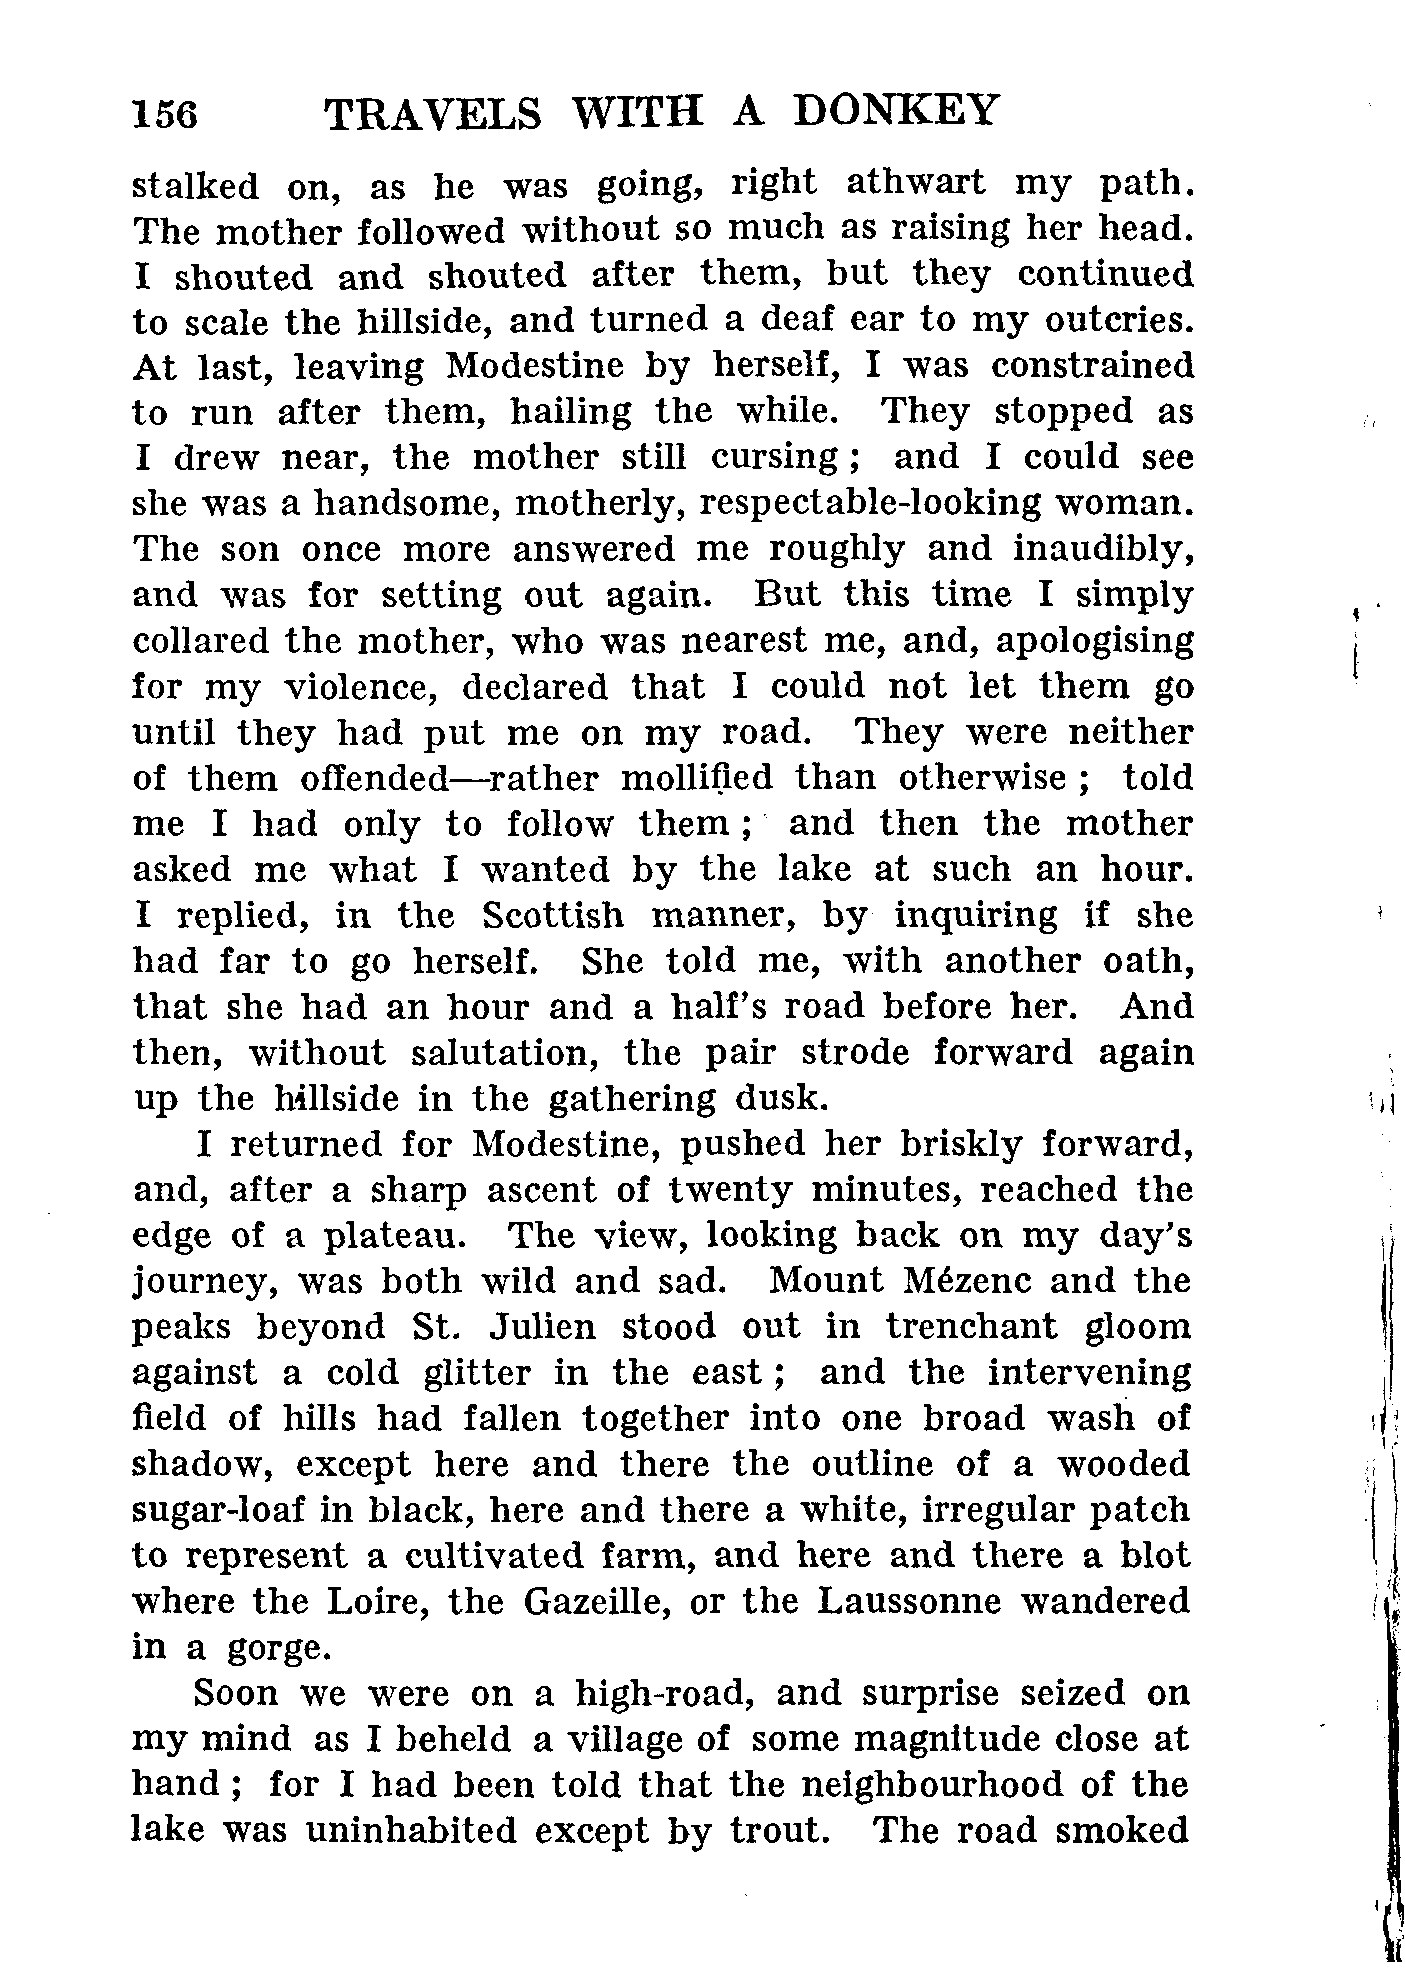 156 TRAVELS WITH A DONKEY
stalked on, as he was going, right athwart my path.
The mother followed without so much as raising her head.
I shouted and shouted after them, but they continued
to scale the hillside, and turned a deaf ear to my outcries.
At last, leaving Modestine by herself, I was constrained
to run after them, hailing the while. They stopped as
I drew near, the mother still cursing ; and I could see
she was a handsome, motherly, respectable-looking woman.
The son once more answered me roughly and inaudibly,
and was for setting out again. But this time I simply
collared the mother, who was nearest me, and, apologising
for my violence, declared that I could not let them go
until they had put me on my road. They were neither
of them offended—rather mollified than otherwise ; told
me I had only to follow them ; and then the mother
asked me what I wanted by the lake at such an hour.
I replied, in the Scottish manner, by inquiring if she
had far to go herself. She told me, with another oath,
that she had an hour and a half's road before her. And
then, without salutation, the pair strode forward again
up the hillside in the gathering dusk.
I returned for Modestine, pushed her briskly forward,
and, after a sharp ascent of twenty minutes, reached the
edge of a plateau. The view, looking back on my day's
journey, was both wild and sad. Mount Mézenc and the
peaks beyond St. Julien stood out in trenchant gloom
against a cold glitter in the east ; and the intervening
field of hills had fallen together into one broad wash of
shadow, except here and there the outline of a wooded
sugar-loaf in black, here and there a white, irregular patch
to represent a cultivated farm, and here and there a blot
where the Loire, the Gazeille, or the Laussonne wandered
in a gorge.
Soon we were on a high-road, and surprise seized on
my mind as I beheld a village of some magnitude close at
hand ; for I had been told that the neighbourhood of the
lake was uninhabited except by trout. The road smoked